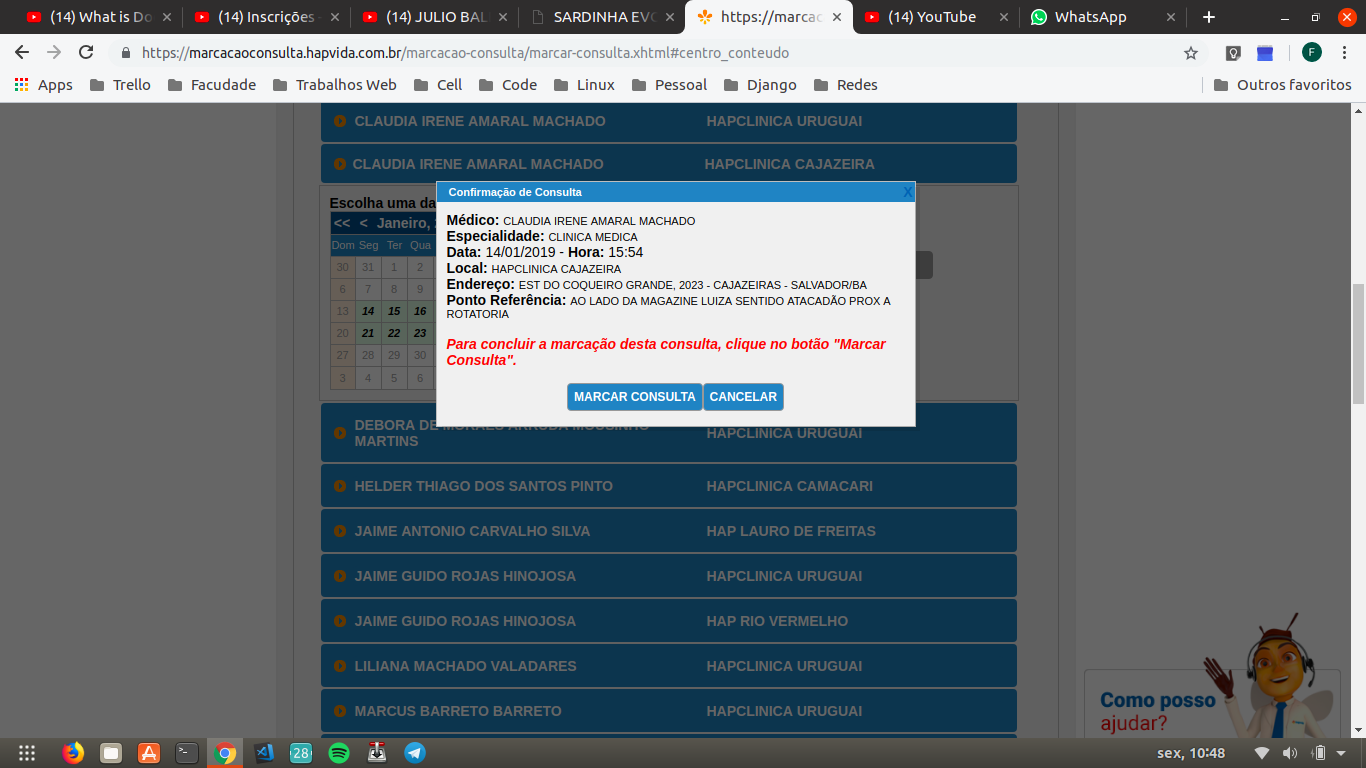 (14) What is Do
(14) Inscrições
(14) JULIO BAL
SARDINHA EVO
https://marcac
(14) YouTube
WhatsApp
https://marcacaoconsulta.hapvida.com.br/marcacao-consulta/marcar-consulta.xhtml#centro_conteudo
F
Apps Trello Facudade Trabalhos Web Cell Code Linux Pessoal Django Redes Outros favoritos
CLAUDIA IRENE AMARAL MACHADO HAPCLINICA URUGUAI
CLAUDIA IRENE AMARAL MACHADO HAPCLINICA CAJAZEIRA
Escolha uma da
<< < Janeiro,
Dom Seg Ter Qua
30 31 1 2
6 7 8 9
13 14 15 16
20 21 22 23
27 28 29 30
3 4 5 6
Confirmação de Consulta X
Médico: CLAUDIA IRENE AMARAL MACHADO
Especialidade: CLINICA MEDICA
Data: 14/01/2019 - Hora: 15:54
Local: HAPCLINICA CAJAZEIRA
Endereço: EST DO COQUEIRO GRANDE, 2023 - CAJAZEIRAS - SALVADOR/BA
Ponto Referência: AO LADO DA MAGAZINE LUIZA SENTIDO ATACADÃO PROX A
ROTATORIA
Para concluir a marcação desta consulta, clique no botão "Marcar
Consulta".
MARCAR CONSULTA CANCELAR
DEBORA DE MORAES ARRUDA MOUSINHO
MARTINS HAPCLINICA URUGUAI
HELDER THIAGO DOS SANTOS PINTO HAPCLINICA CAMACARI
JAIME ANTONIO CARVALHO SILVA HAP LAURO DE FREITAS
JAIME GUIDO ROJAS HINOJOSA HAPCLINICA URUGUAI
JAIME GUIDO ROJAS HINOJOSA HAP RIO VERMELHO
LILIANA MACHADO VALADARES HAPCLINICA URUGUAI
MARCUS BARRETO BARRETO HAPCLINICA URUGUAI
Como posso
ajudar?
28
sex, 10:48